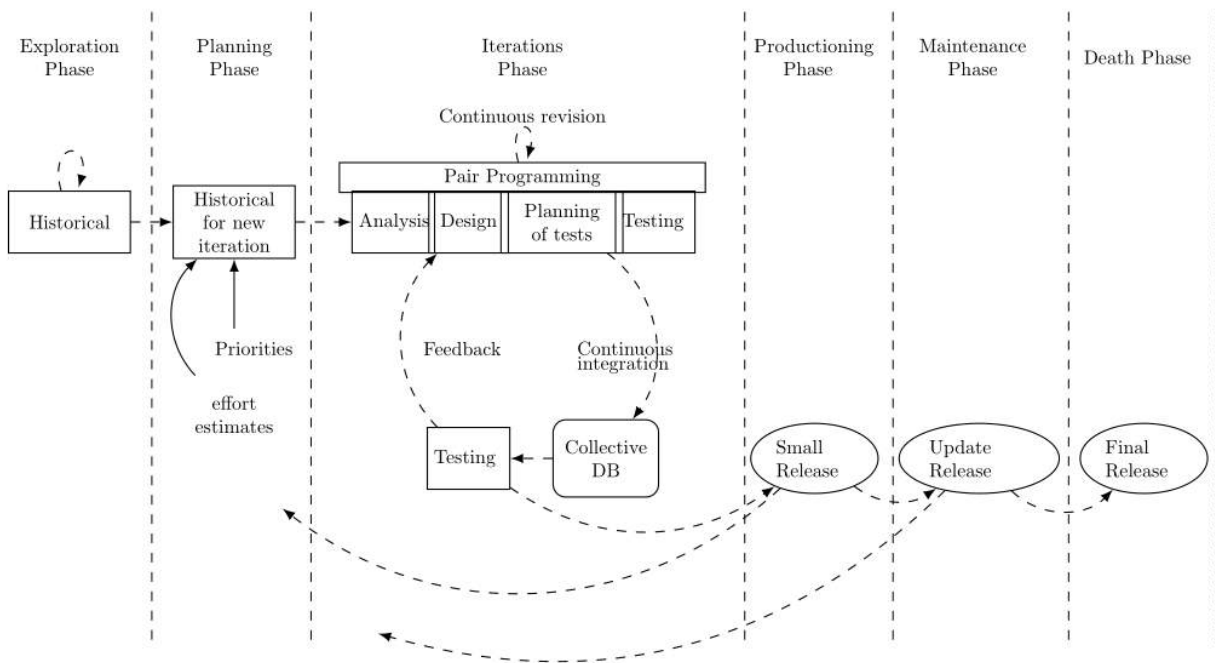 Exploration
Phase
Planning
Phase
Iterations
Phase
Productioning
Phase
Maintenance
Phase
Death Phase
Continuous revision
Pair Programming
Historical
Historical
for new
iteration
Analysis
Design
Planning
of tests
Testing
Priorities
effort
estimates
Feedback
Continuous
integration
Testing
Collective
DB
Small
Release
Update
Release
Final
Release